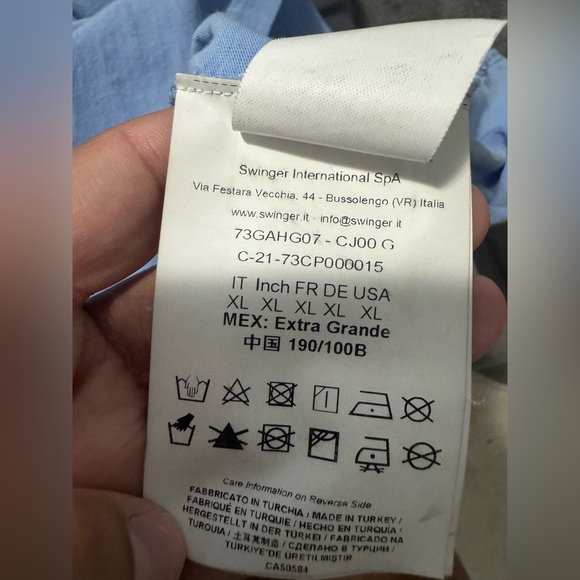 Swinger International SpA
Via Festara Vecchia, 44 - Bussolengo (VR) Italia
www.swinger.it - info@swinger.it
73GAHG07 - CJ00 G
C-21-73CP000015
IT Inch FR DE USA
XL XL XL XL XL
MEX: Extra Grande
中国 190/100B
Care Information on Reverse Side
FABBRICATO IN TURCHIA / MADE IN TURKEY /
FABRIQUÉ EN TURQUIE / HECHO EN TURQUÍA /
HERGESTELLT IN DER TÜRKEI / FABRICADO NA
TURQUIA / 土耳其制造 / СДЕЛАНО В ТУРЦИИ /
TÜRKİYE'DE ÜRETİLMİŞTİR
CA50584